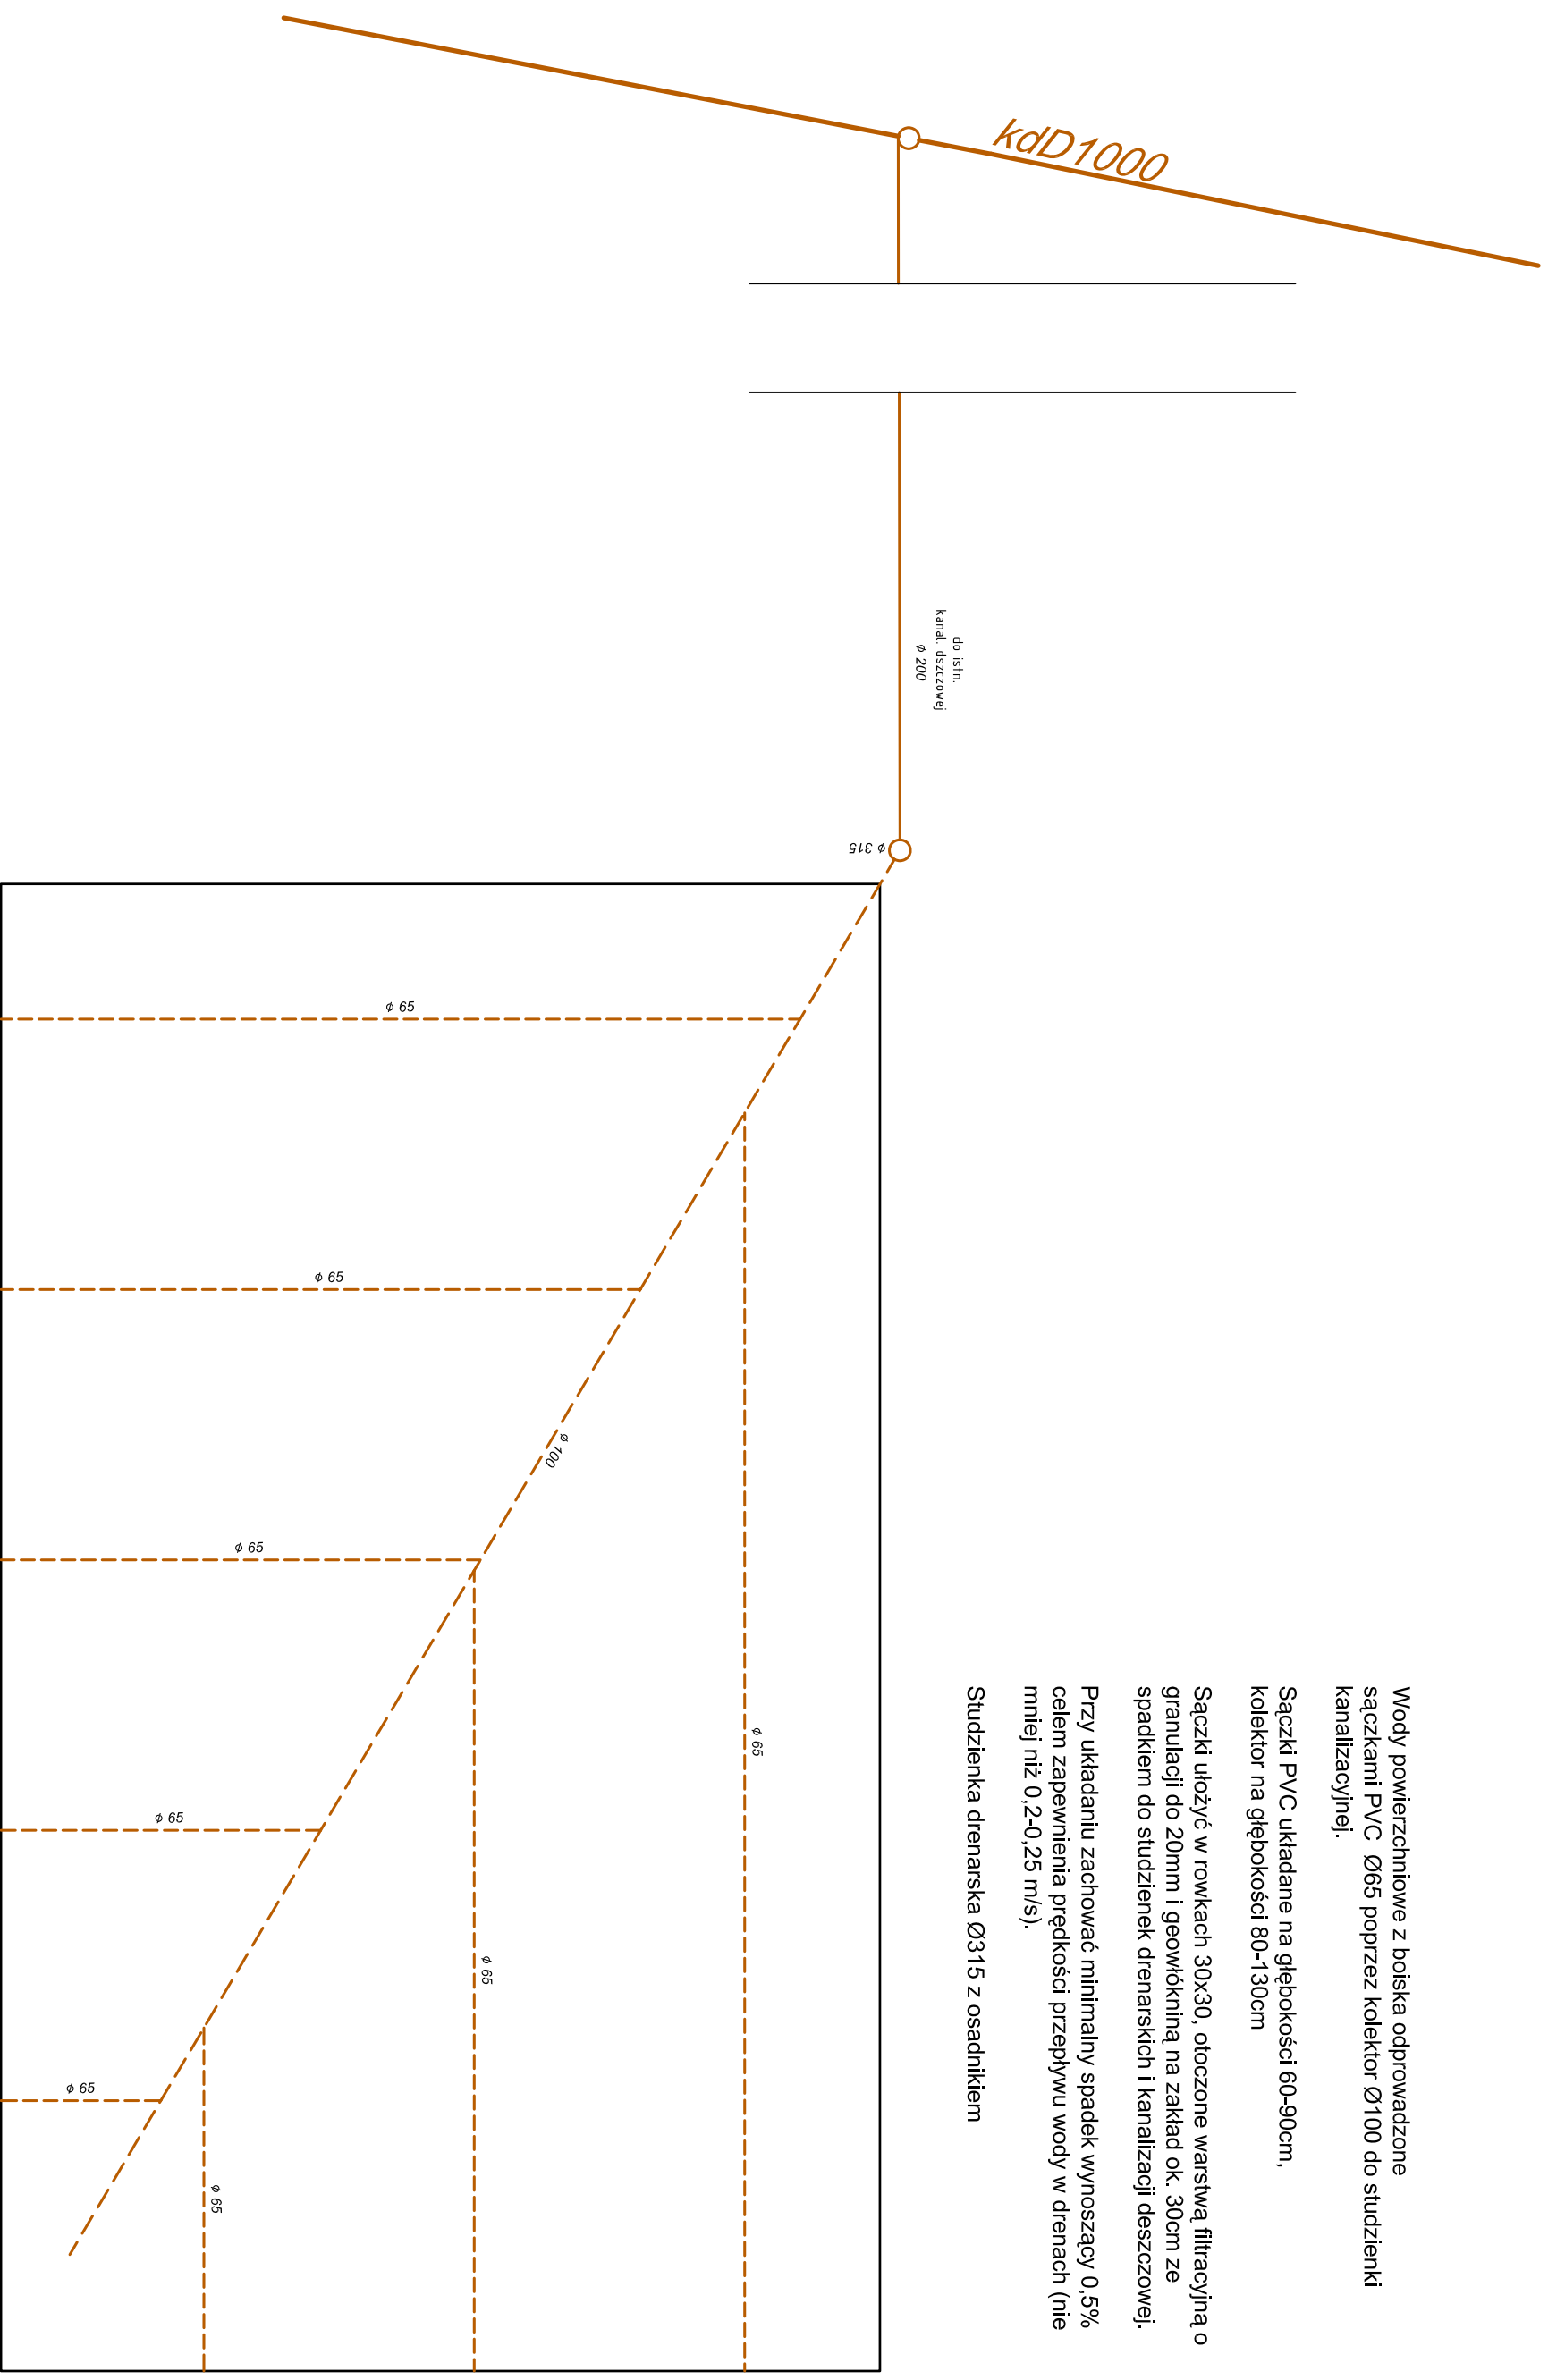 kdD1000
do istn.
kanal. dszczowej
ø 200
ø 315
ø 65
ø 65
ø 100
ø 65
ø 65
ø 65
ø 65
ø 65
ø 65
Wody powierzchniowe z boiska odprowadzone
sączkami PVC Ø65 poprzez kolektor Ø100 do studzienki
kanalizacyjnej.
Sączki PVC układane na głębokości 60-90cm,
kolektor na głębokości 80-130cm
Sączki ułożyć w rowkach 30x30, otoczone warstwą filtracyjną o
granulacji do 20mm i geowłókniną na zakład ok. 30cm ze
spadkiem do studzienek drenarskich i kanalizacji deszczowej.
Przy układaniu zachować minimalny spadek wynoszący 0,5%
celem zapewnienia prędkości przepływu wody w drenach (nie
mniej niż 0,2-0,25 m/s).
Studzienka drenarska Ø315 z osadnikiem